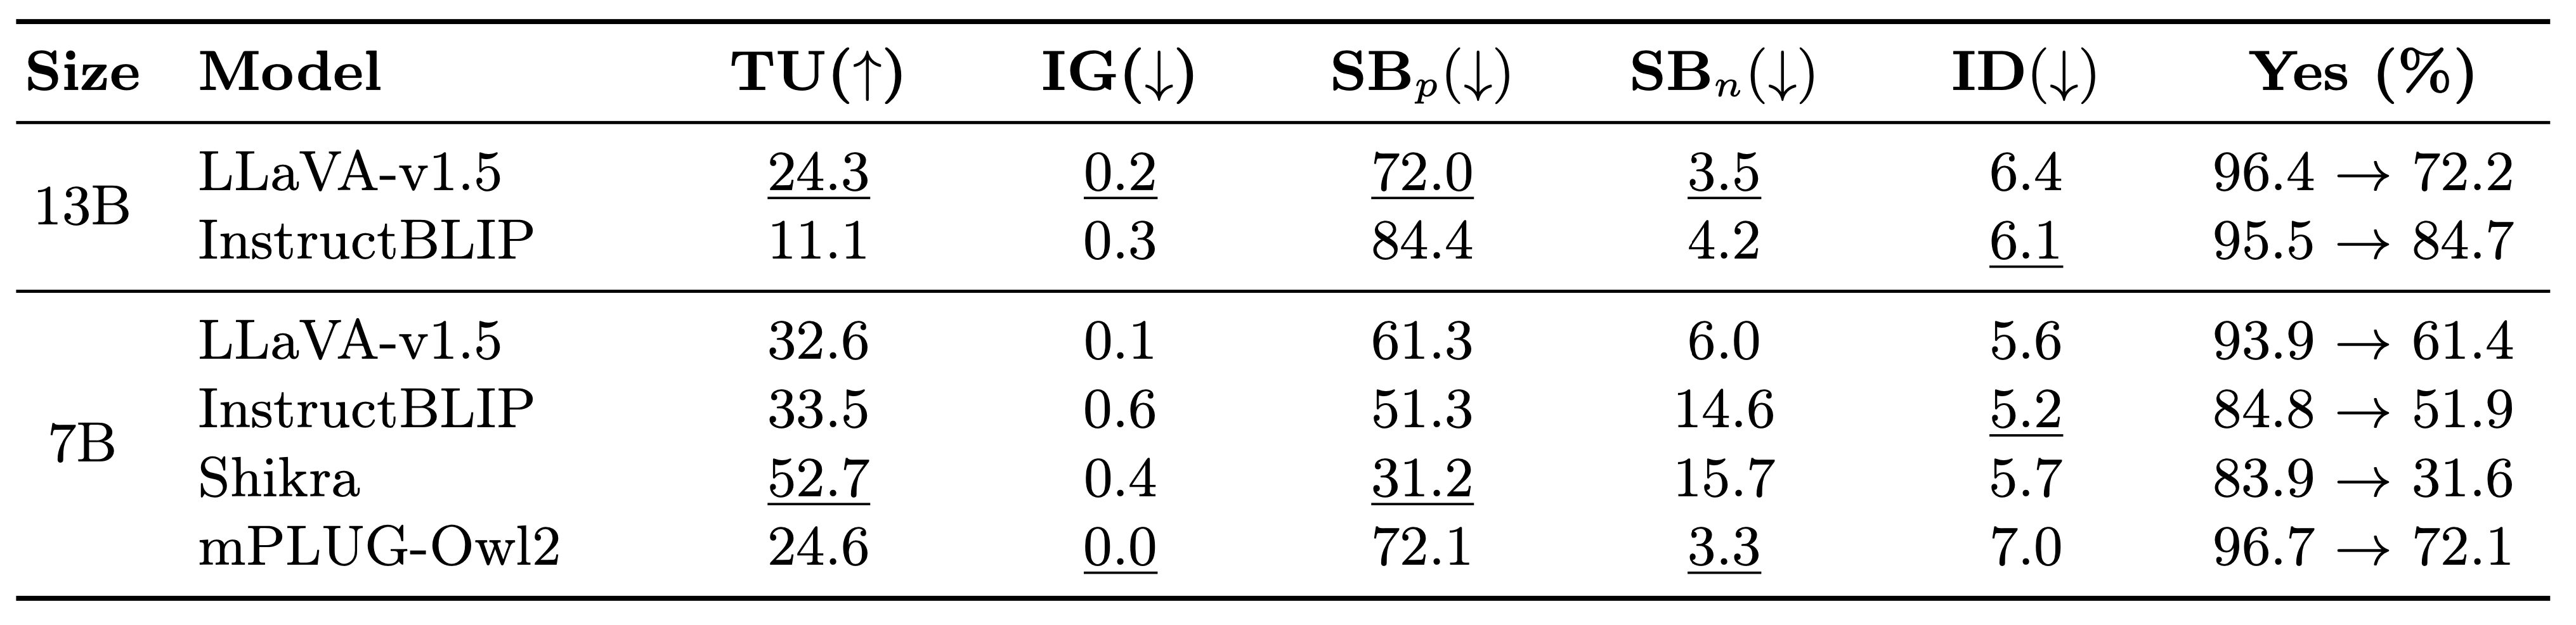 Size Model TU(↑) IG(↓) SBₚ(↓) SBₙ(↓) ID(↓) Yes (%)
13B LLaVA-v1.5 24.3 0.2 72.0 3.5 6.4 96.4 → 72.2
InstructBLIP 11.1 0.3 84.4 4.2 6.1 95.5 → 84.7
7B LLaVA-v1.5 32.6 0.1 61.3 6.0 5.6 93.9 → 61.4
InstructBLIP 33.5 0.6 51.3 14.6 5.2 84.8 → 51.9
Shikra 52.7 0.4 31.2 15.7 5.7 83.9 → 31.6
mPLUG-Owl2 24.6 0.0 72.1 3.3 7.0 96.7 → 72.1